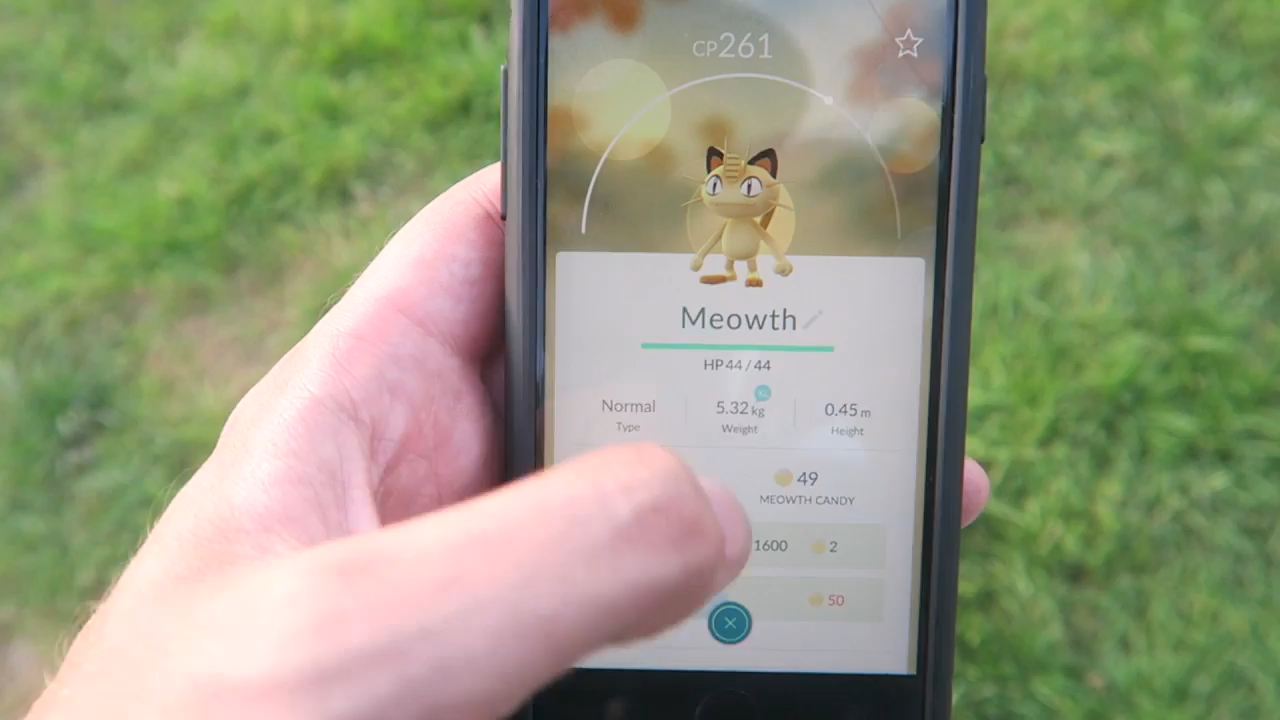 CP261
Meowth
HP 44 / 44
Normal 5.32 kg 0.45 m
Type Weight Height
49
MEOWTH CANDY
1600 2
50